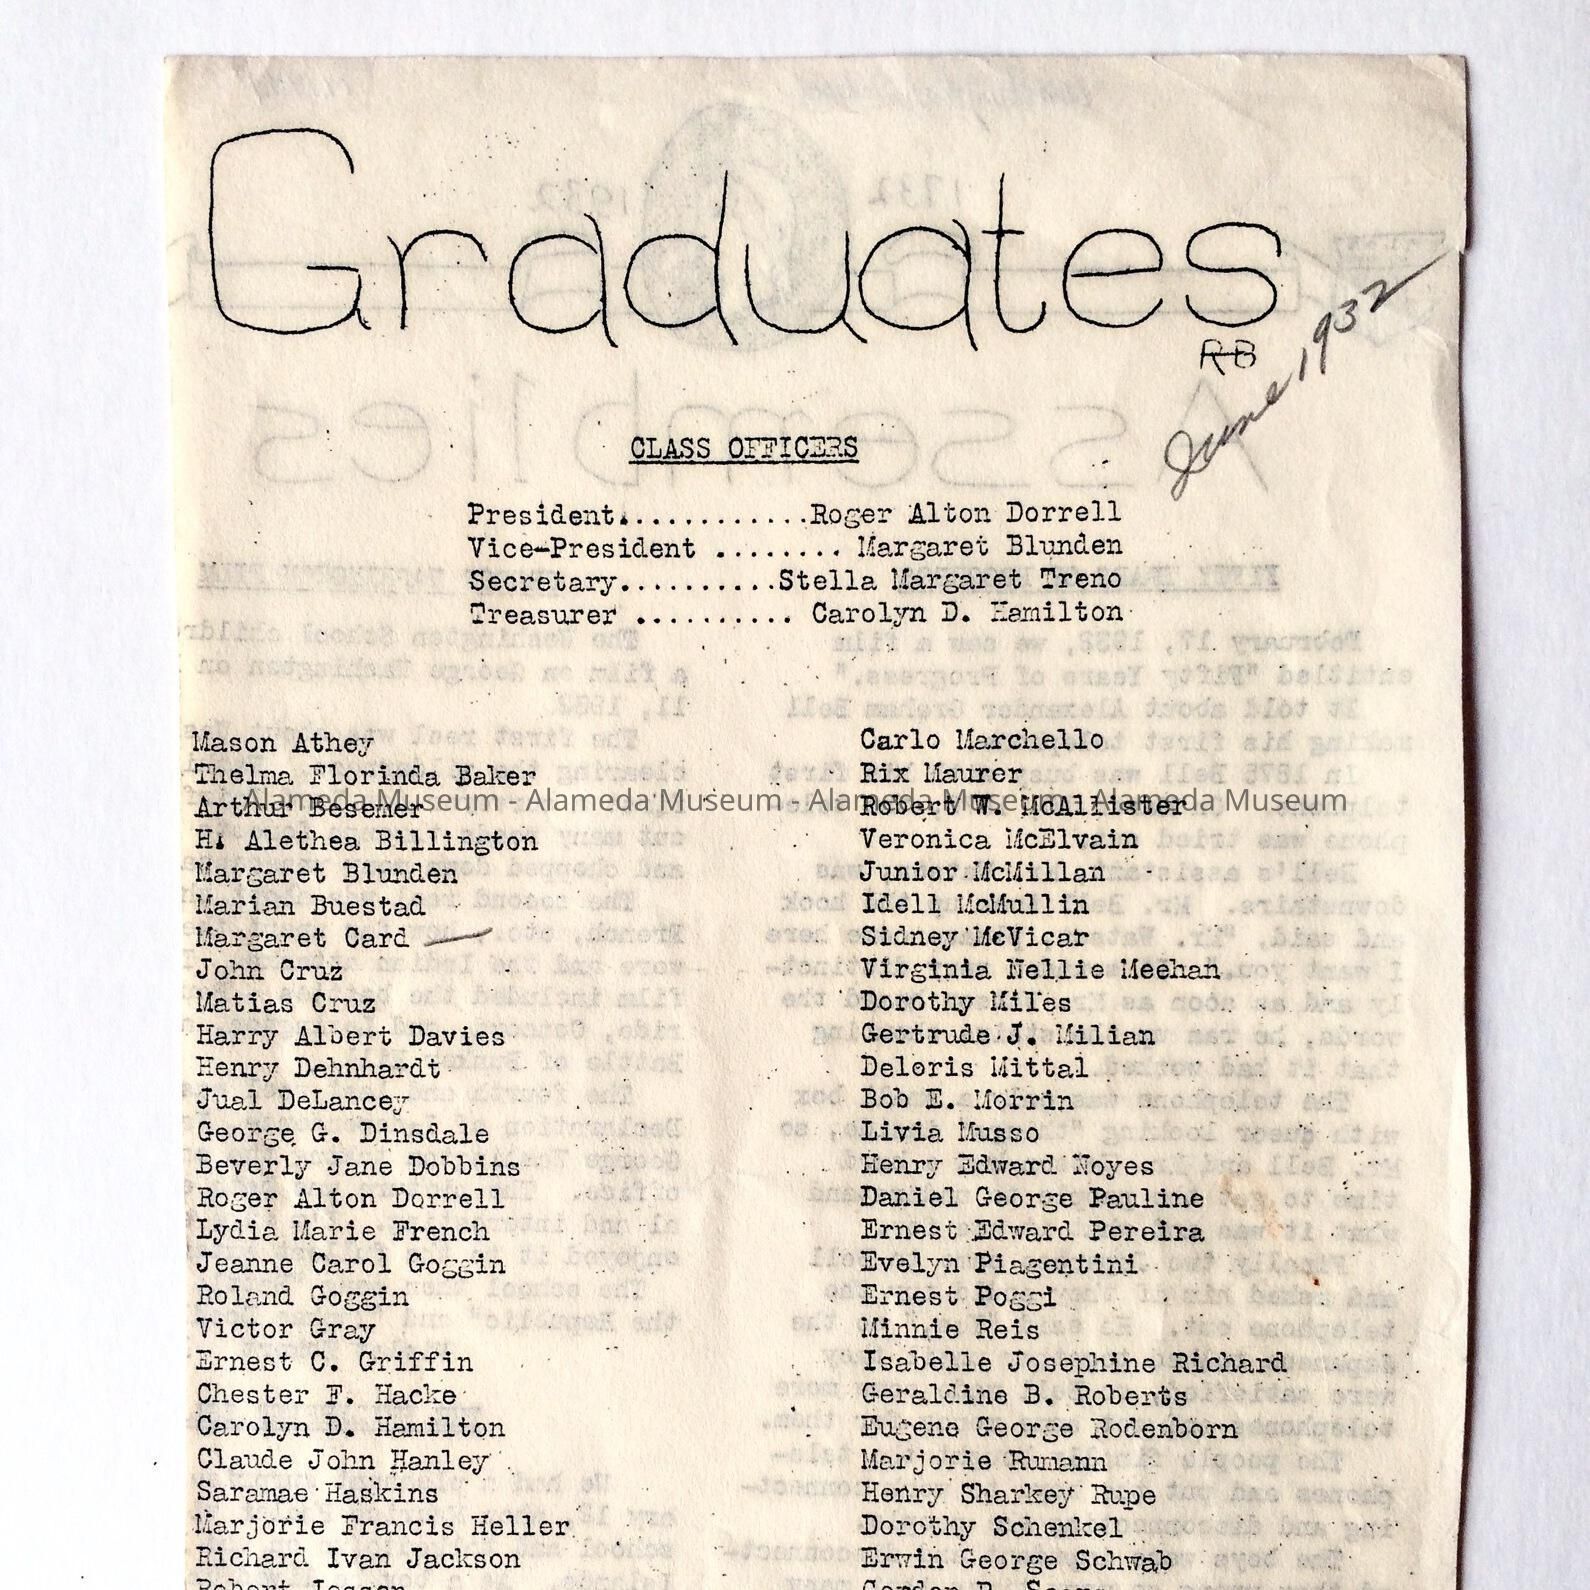 Graduates
RB
June 1932
CLASS OFFICERS
President............Roger Alton Dorrell
Vice-President ........ Margaret Blunden
Secretary..........Stella Margaret Treno
Treasurer .......... Carolyn D. Hamilton
Mason Athey
Thelma Florinda Baker
Arthur Besemer
H. Alethea Billington
Margaret Blunden
Marian Buestad
Margaret Card
John Cruz
Matias Cruz
Harry Albert Davies
Henry Dehnhardt
Jual DeLancey
George G. Dinsdale
Beverly Jane Dobbins
Roger Alton Dorrell
Lydia Marie French
Jeanne Carol Goggin
Roland Goggin
Victor Gray
Ernest C. Griffin
Chester F. Hacke
Carolyn D. Hamilton
Claude John Hanley
Saramae Haskins
Marjorie Francis Heller
Richard Ivan Jackson
Carlo Marchello
Rix Maurer
Robert W. McAllister
Veronica McElvain
Junior McMillan
Idell McMullin
Sidney McVicar
Virginia Nellie Meehan
Dorothy Miles
Gertrude J. Milian
Deloris Mittal
Bob E. Morrin
Livia Musso
Henry Edward Noyes
Daniel George Pauline
Ernest Edward Pereira
Evelyn Piagentini
Ernest Poggi
Minnie Reis
Isabelle Josephine Richard
Geraldine B. Roberts
Eugene George Rodenborn
Marjorie Rumann
Henry Sharkey Rupe
Dorothy Schenkel
Erwin George Schwab
Alameda Museum - Alameda Museum - Alameda Museum - Alameda Museum